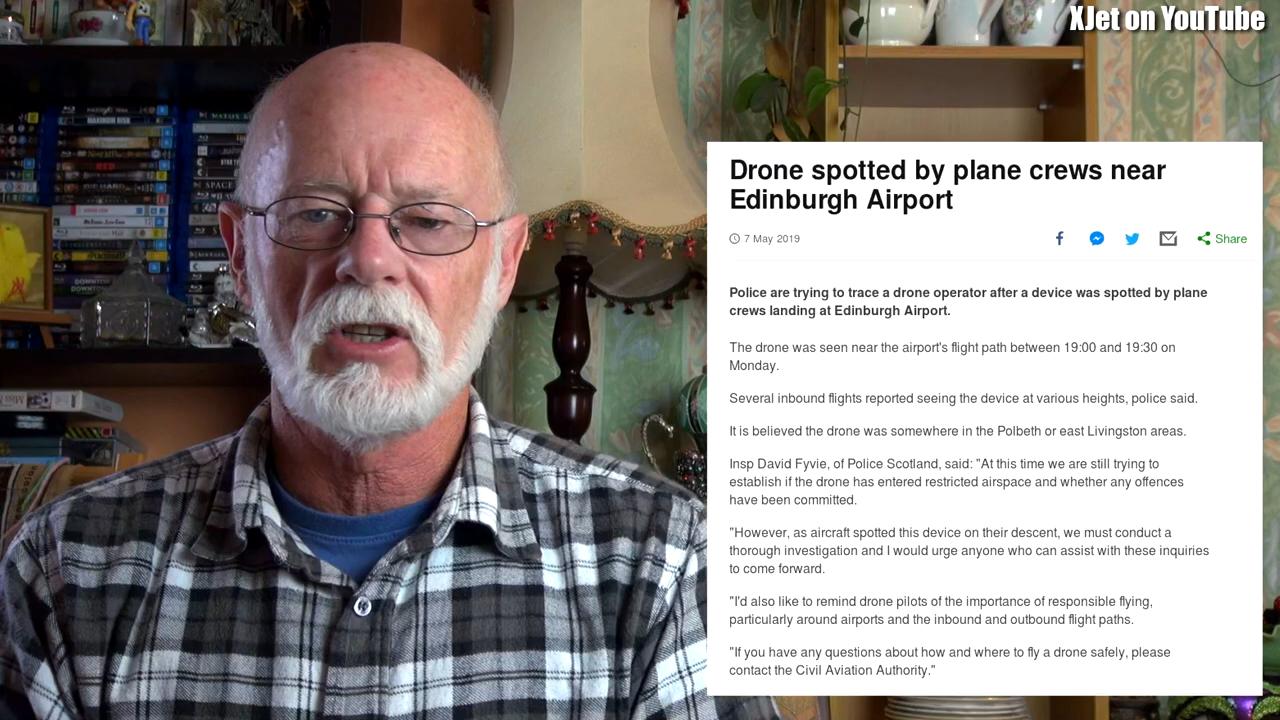 XJet on YouTube
MAXIMUM RISK
RED
DIE HARD
SPACE
DOWNTON
DOWNTON
Drone spotted by plane crews near
Edinburgh Airport
7 May 2019
Share
Police are trying to trace a drone operator after a device was spotted by plane
crews landing at Edinburgh Airport.
The drone was seen near the airport's flight path between 19:00 and 19:30 on
Monday.
Several inbound flights reported seeing the device at various heights, police said.
It is believed the drone was somewhere in the Polbeth or east Livingston areas.
Insp David Fyvie, of Police Scotland, said: "At this time we are still trying to
establish if the drone has entered restricted airspace and whether any offences
have been committed.
"However, as aircraft spotted this device on their descent, we must conduct a
thorough investigation and I would urge anyone who can assist with these inquiries
to come forward.
"I'd also like to remind drone pilots of the importance of responsible flying,
particularly around airports and the inbound and outbound flight paths.
"If you have any questions about how and where to fly a drone safely, please
contact the Civil Aviation Authority."